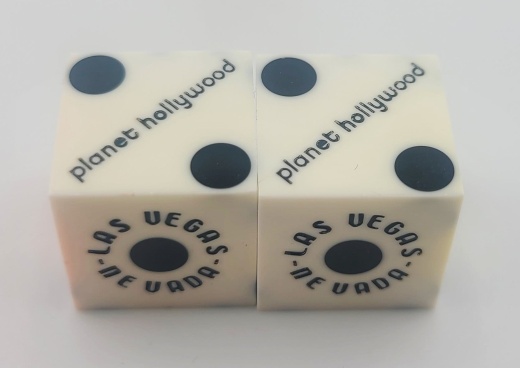 planet hollywood
planet hollywood
LAS VEGAS
-NEVADA-
LAS VEGAS
-NEVADA-